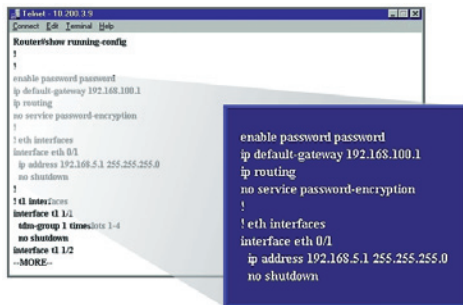 Telnet - 10.200.3.9
Connect Edit Terminal Help
Router#show running-config
!
!
enable password password
ip default-gateway 192.168.100.1
ip routing
no service password-encryption
!
! eth interfaces
interface eth 0/1
ip address 192.168.5.1 255.255.255.0
no shutdown
!
! t1 interfaces
interface t1 1/1
tdm-group 1 timeslots 1-4
no shutdown
interface t1 1/2
--MORE--
enable password password
ip default-gateway 192.168.100.1
ip routing
no service password-encryption
!
! eth interfaces
interface eth 0/1
ip address 192.168.5.1 255.255.255.0
no shutdown